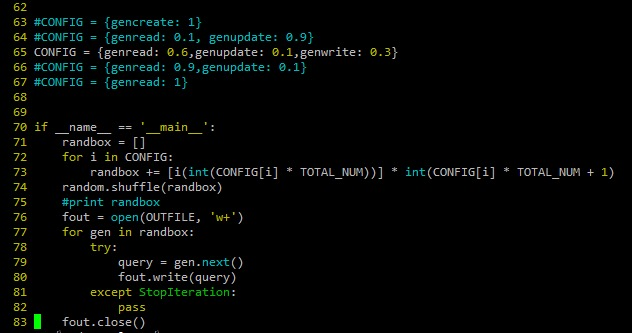 62
63 #CONFIG = {gencreate: 1}
64 #CONFIG = {genread: 0.1, genupdate: 0.9}
65 CONFIG = {genread: 0.6,genupdate: 0.1,genwrite: 0.3}
66 #CONFIG = {genread: 0.9,genupdate: 0.1}
67 #CONFIG = {genread: 1}
68
69
70 if __name__ == '__main__':
71     randbox = []
72     for i in CONFIG:
73         randbox += [i(int(CONFIG[i] * TOTAL_NUM))] * int(CONFIG[i] * TOTAL_NUM + 1)
74     random.shuffle(randbox)
75     #print randbox
76     fout = open(OUTFILE, 'w+')
77     for gen in randbox:
78         try:
79             query = gen.next()
80             fout.write(query)
81         except StopIteration:
82             pass
83     fout.close()